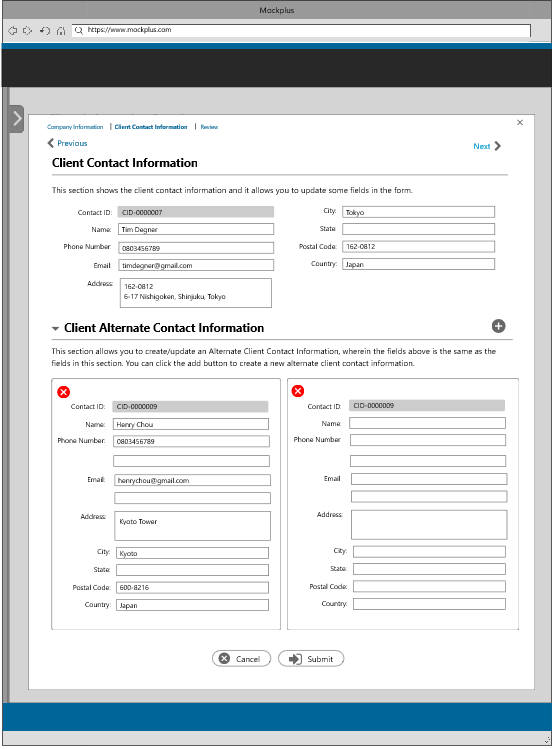 Mockplus
https://www.mockplus.com
Company Information | Client Contact Information | Review
Previous
Next
Client Contact Information
This section shows the client contact information and it allows you to update some fields in the form.
Contact ID: CID-0000007
Name: Tim Degner
Phone Number: 0803456789
Email: timdegner@gmail.com
Address: 162-0812
6-17 Nishigoken, Shinjuku, Tokyo
City: Tokyo
State:
Postal Code: 162-0812
Country: Japan
Client Alternate Contact Information
This section allows you to create/update an Alternate Client Contact Information, wherein the fields above is the same as the
fields in this section. You can click the add button to create a new alternate client contact information.
Contact ID: CID-0000009
Name: Henry Chou
Phone Number: 0803456789
Email: henrychou@gmail.com
Address: Kyoto Tower
City: Kyoto
State:
Postal Code: 600-8216
Country: Japan
Contact ID: CID-0000009
Name:
Phone Number
Email
Address:
City:
State:
Postal Code:
Country:
Cancel
Submit